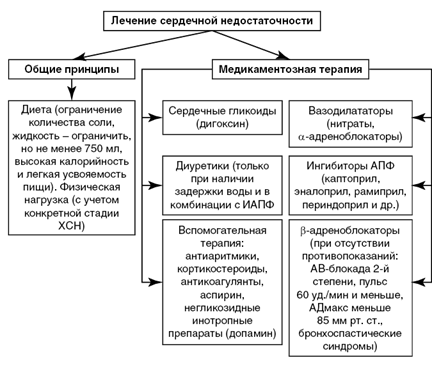 Лечение сердечной недостаточности
Общие принципы
Диета (ограничение
количества соли,
жидкость – ограничить,
но не менее 750 мл,
высокая калорийность
и легкая усвояемость
пищи). Физическая
нагрузка (с учетом
конкретной стадии
ХСН)
Медикаментозная терапия
Сердечные гликоиды
(дигоксин)
Вазодилататоры
(нитраты,
α-адреноблокаторы)
Диуретики (только
при наличии
задержки воды и в
комбинации с ИАПФ)
Ингибиторы АПФ
(каптоприл,
эналоприл, рамиприл,
периндоприл и др.)
Вспомогательная
терапия:
антиаритмики,
кортикостероиды,
антикоагулянты,
аспирин,
негликозидные
инотропные
препараты (допамин)
β-адреноблокаторы
(при отсутствии
противопоказаний:
АВ-блокада 2-й
степени, пульс
60 уд./мин и меньше,
АДмакс меньше
85 мм рт. ст.,
бронхоспастические
синдромы)